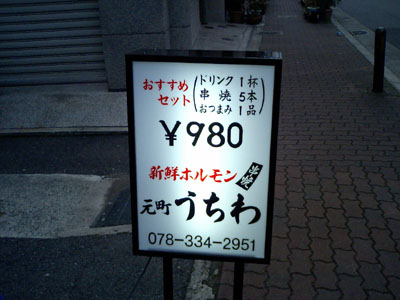 おすすめセット
ドリンク 1杯
串焼 5本
おつまみ 1品
￥980
新鮮ホルモン
串焼
元町 うちわ
078-334-2951